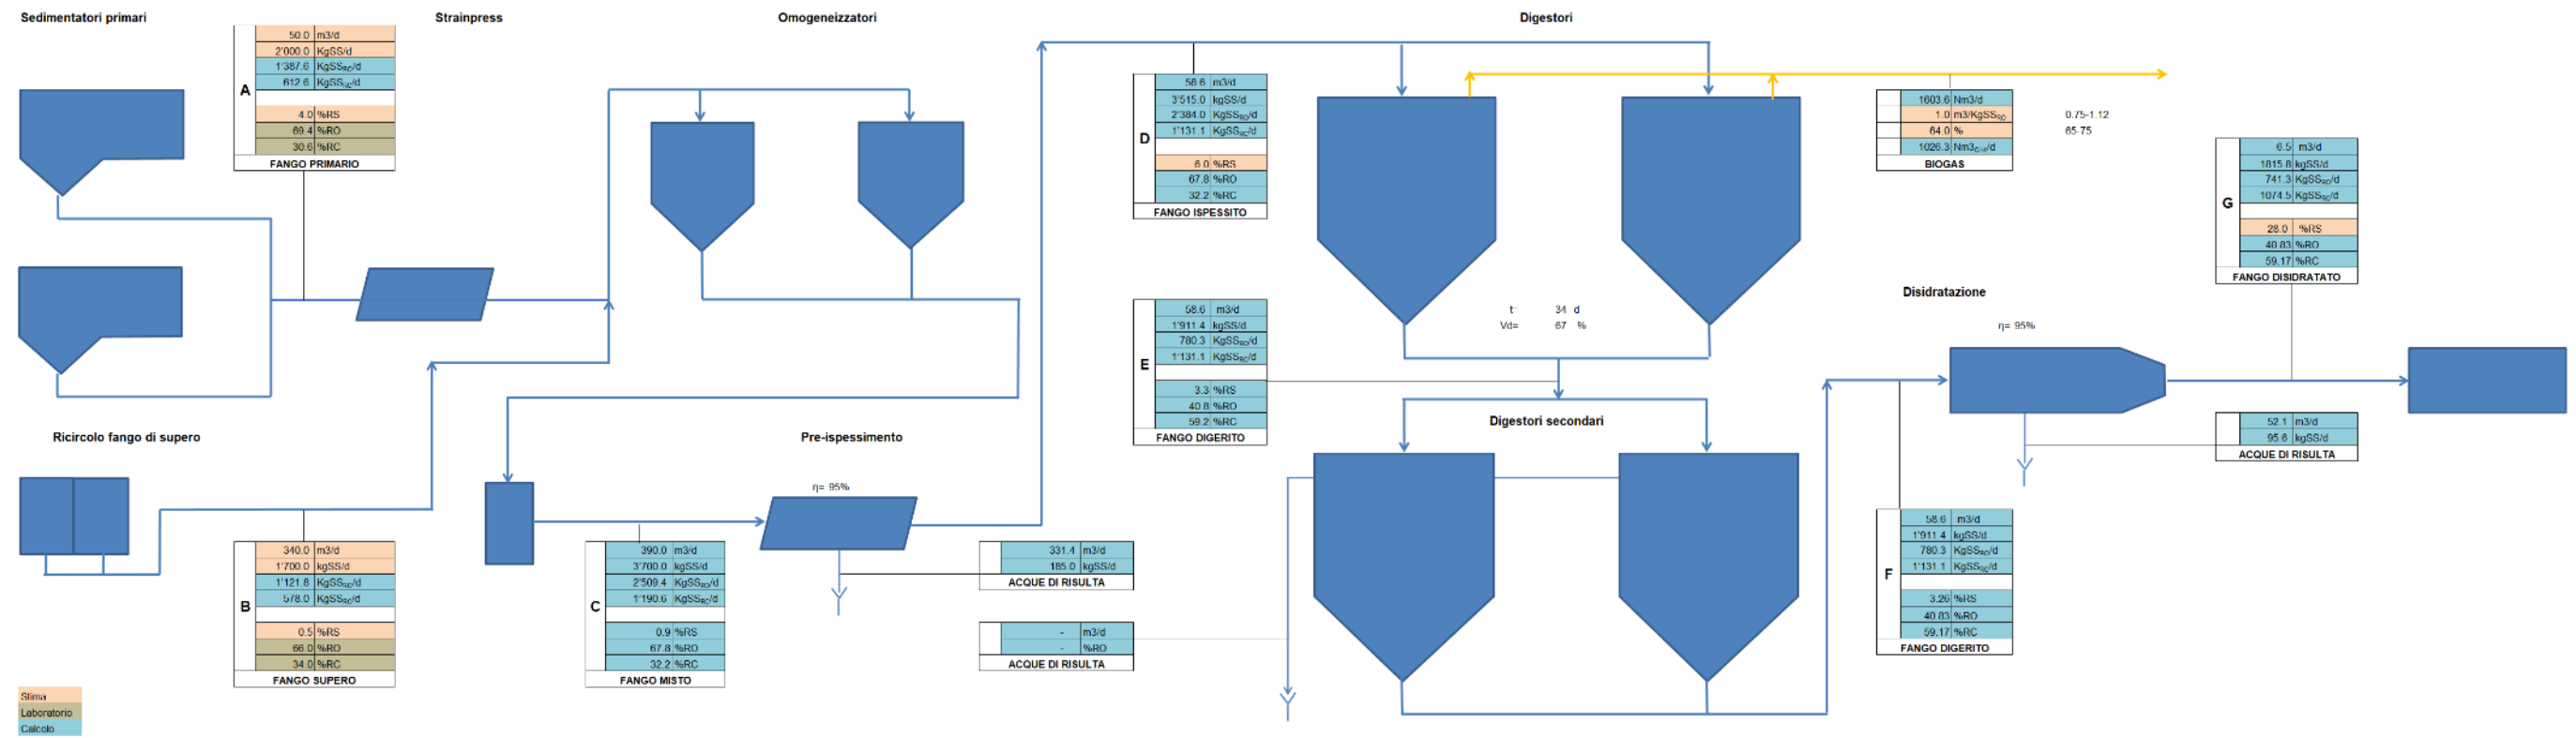 Sedimentatori primari
Strainpress
Omogeneizzatori
Digestori
A
50.0 m3/d
2'000.0 KgSS/d
1'387.6 KgSSRO/d
612.6 KgSSRC/d
4.0 %RS
69.4 %RO
30.6 %RC
FANGO PRIMARIO
D
58.6 m3/d
3'515.0 kgSS/d
2'384.0 KgSSRO/d
1'131.1 KgSSRC/d
6.0 %RS
67.8 %RO
32.2 %RC
FANGO ISPESSITO
1603.6 Nm3/d
1.0 m3/KgSSRO 0.75-1.12
64.0 % 65-75
1026.3 Nm3CH4/d
BIOGAS
G
6.5 m3/d
1815.8 kgSS/d
741.3 KgSSRO/d
1074.5 KgSSRC/d
28.0 %RS
40.83 %RO
59.17 %RC
FANGO DISIDRATATO
E
58.6 m3/d
1'911.4 kgSS/d
780.3 KgSSRO/d
1'131.1 KgSSRC/d
3.3 %RS
40.8 %RO
59.2 %RC
FANGO DIGERITO
t= 34 d
Vd= 67 %
Disidratazione
η= 95%
52.1 m3/d
95.6 kgSS/d
ACQUE DI RISULTA
Ricircolo fango di supero
Pre-ispessimento
η= 95%
Digestori secondari
B
340.0 m3/d
1'700.0 kgSS/d
1'121.8 KgSSRO/d
578.0 KgSSRC/d
0.5 %RS
66.0 %RO
34.0 %RC
FANGO SUPERO
C
390.0 m3/d
3'700.0 kgSS/d
2'509.4 KgSSRO/d
1'190.6 KgSSRC/d
0.9 %RS
67.8 %RO
32.2 %RC
FANGO MISTO
331.4 m3/d
185.0 kgSS/d
ACQUE DI RISULTA
- m3/d
- %RO
ACQUE DI RISULTA
F
58.6 m3/d
1'911.4 kgSS/d
780.3 KgSSRO/d
1'131.1 KgSSRC/d
3.26 %RS
40.83 %RO
59.17 %RC
FANGO DIGERITO
Stima
Laboratorio
Calcolo